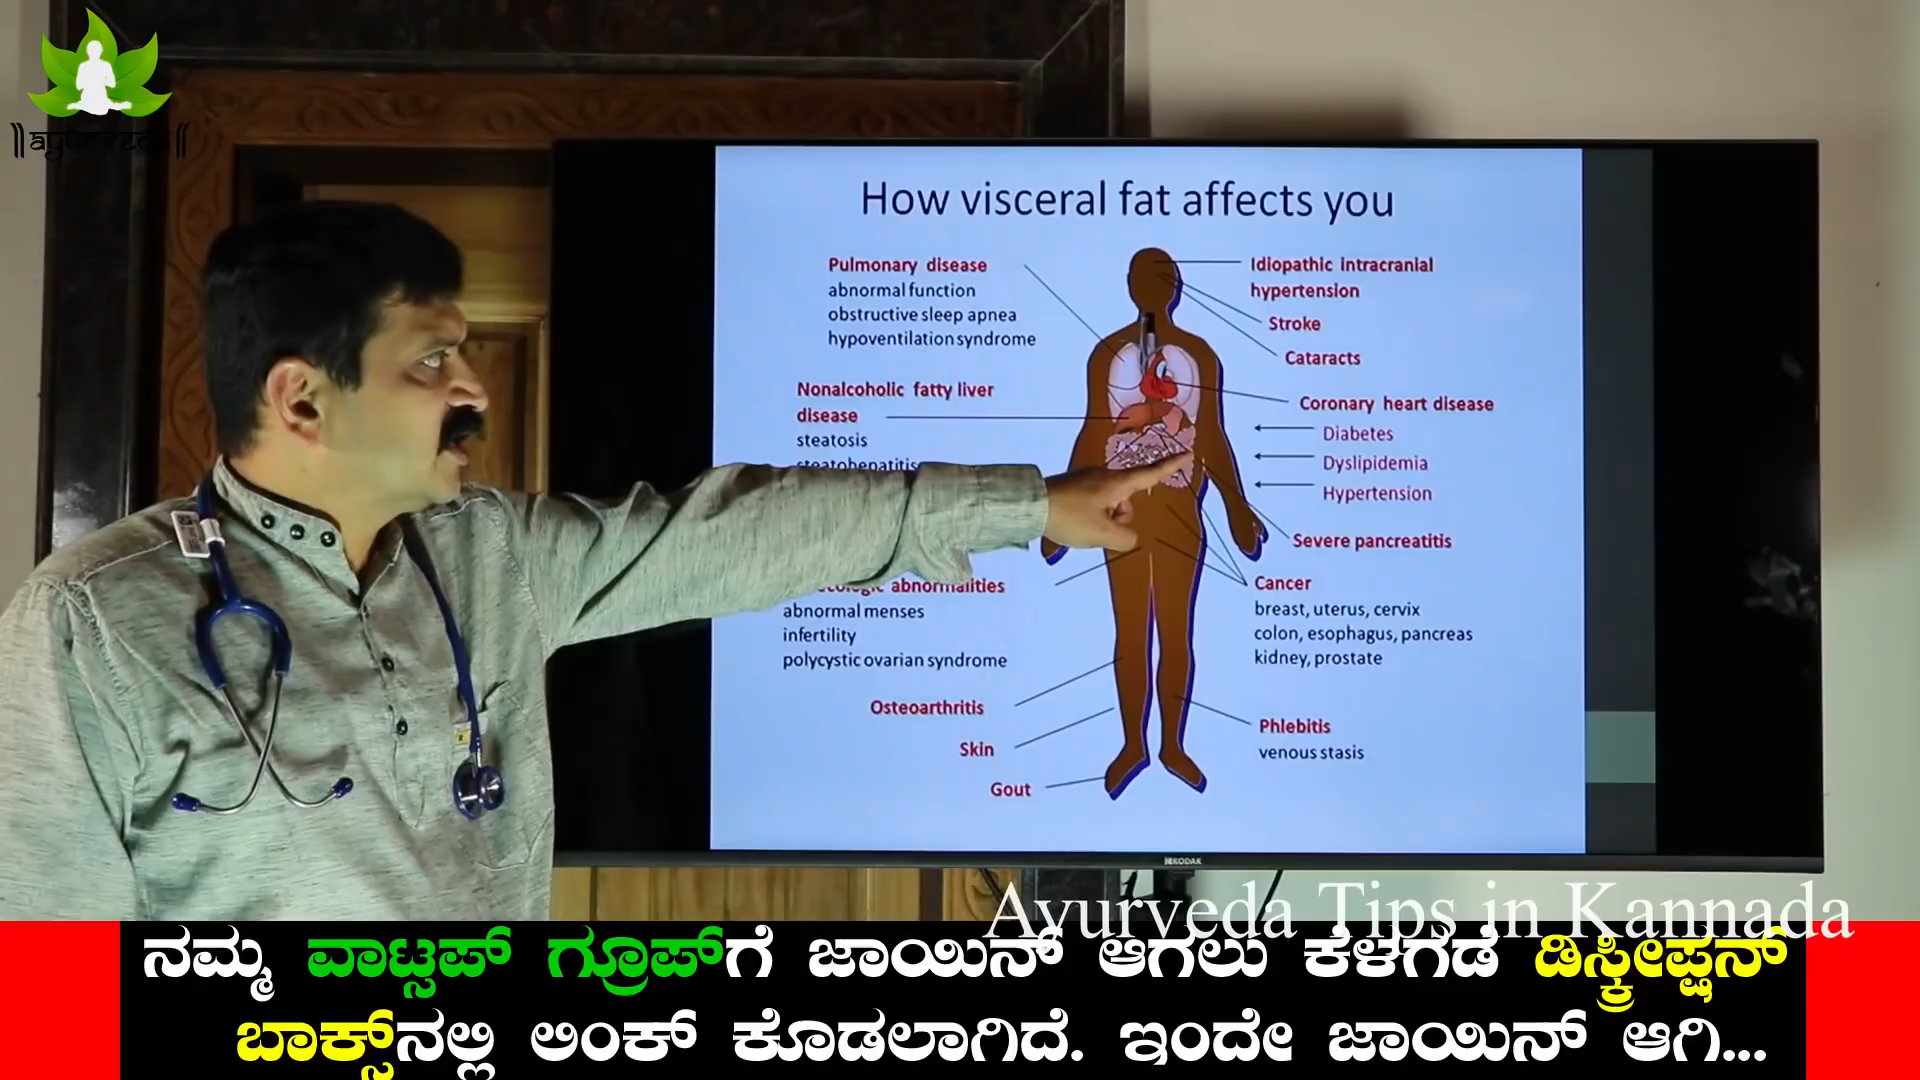 ||ayurveda||
How visceral fat affects you
Pulmonary disease
abnormal function
obstructive sleep apnea
hypoventilation syndrome
Nonalcoholic fatty liver
disease
steatosis
steatohepatitis
abnormalities
abnormal menses
infertility
polycystic ovarian syndrome
Osteoarthritis
Skin
Gout
Idiopathic intracranial
hypertension
Stroke
Cataracts
Coronary heart disease
Diabetes
Dyslipidemia
Hypertension
Severe pancreatitis
Cancer
breast, uterus, cervix
colon, esophagus, pancreas
kidney, prostate
Phlebitis
venous stasis
KODAK
Ayurveda Tips in Kannada
ನಮ್ಮ ವಾಟ್ಸಪ್ ಗ್ರೂಪ್‌ಗೆ ಜಾಯಿನ್ ಆಗಲು ಕೆಳಗಡೆ ಡಿಸ್ಕ್ರೀಪ್ಷನ್
ಬಾಕ್ಸ್‌ನಲ್ಲಿ ಲಿಂಕ್ ಕೊಡಲಾಗಿದೆ. ಇಂದೇ ಜಾಯಿನ್ ಆಗಿ...